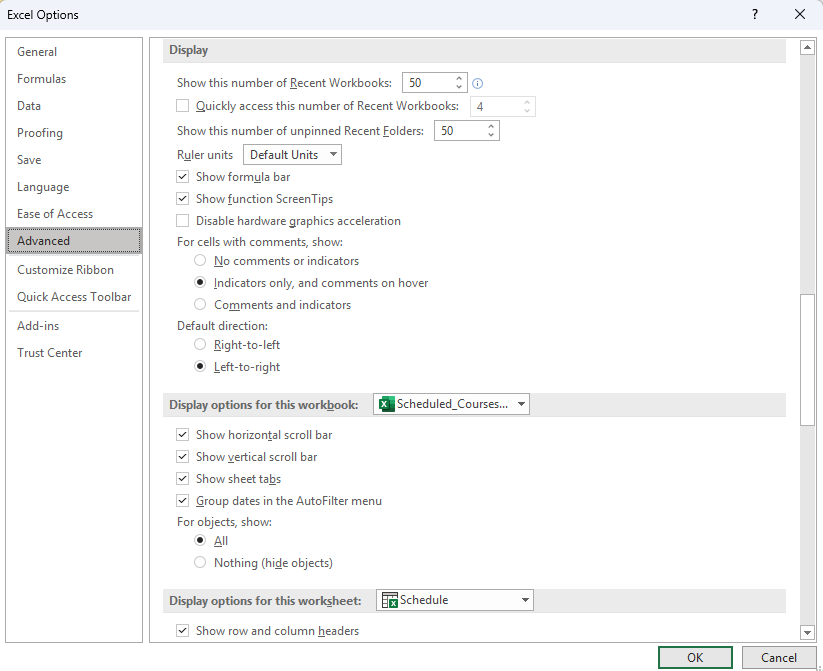 Excel Options
?
General
Formulas
Data
Proofing
Save
Language
Ease of Access
Advanced
Customize Ribbon
Quick Access Toolbar
Add-ins
Trust Center
Display
Show this number of Recent Workbooks: 50
Quickly access this number of Recent Workbooks: 4
Show this number of unpinned Recent Folders: 50
Ruler units Default Units
Show formula bar
Show function ScreenTips
Disable hardware graphics acceleration
For cells with comments, show:
No comments or indicators
Indicators only, and comments on hover
Comments and indicators
Default direction:
Right-to-left
Left-to-right
Display options for this workbook: Scheduled_Courses...
Show horizontal scroll bar
Show vertical scroll bar
Show sheet tabs
Group dates in the AutoFilter menu
For objects, show:
All
Nothing (hide objects)
Display options for this worksheet: Schedule
Show row and column headers
OK Cancel